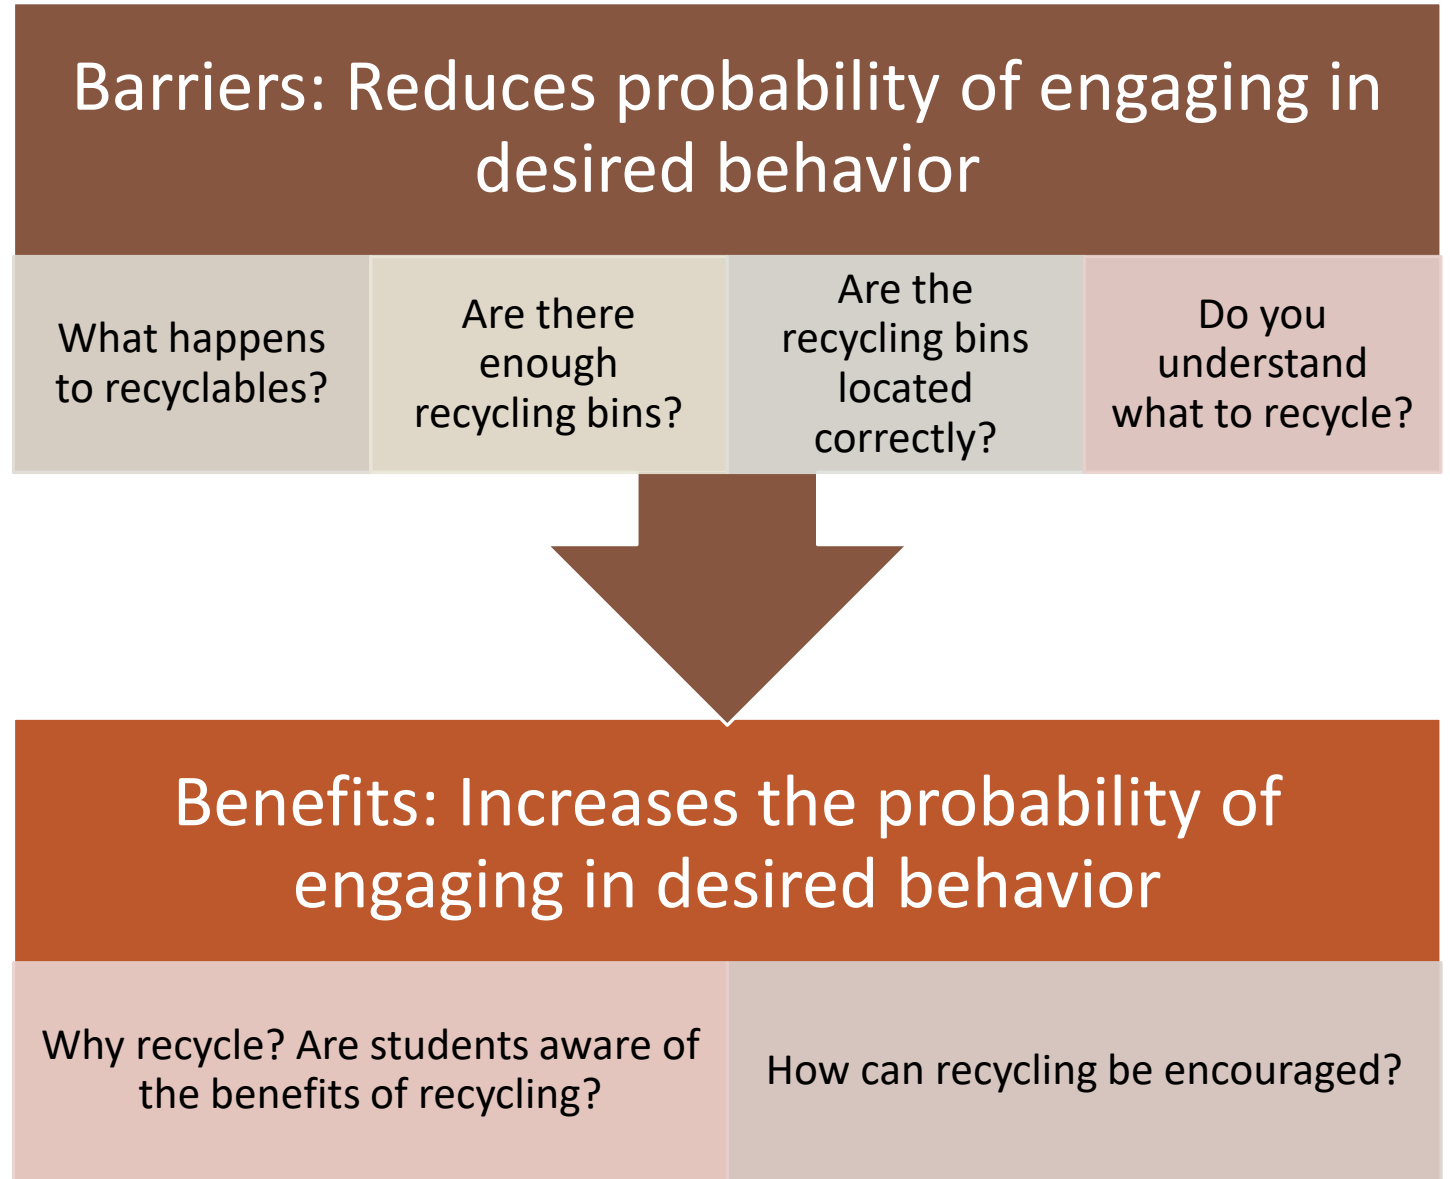 Barriers: Reduces probability of engaging in
desired behavior
What happens
to recyclables?
Are there
enough
recycling bins?
Are the
recycling bins
located
correctly?
Do you
understand
what to recycle?
Benefits: Increases the probability of
engaging in desired behavior
Why recycle? Are students aware of
the benefits of recycling?
How can recycling be encouraged?